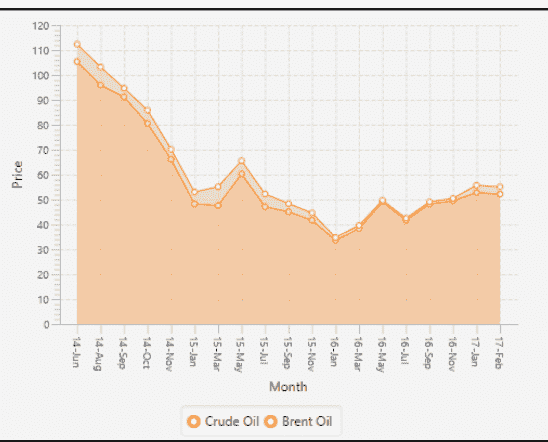 120
110
100
90
80
70
60
50
40
30
20
10
0
Price
14-Jun
14-Aug
14-Sep
14-Oct
14-Nov
15-Jan
15-Mar
15-May
15-Jul
15-Sep
15-Nov
16-Jan
16-Mar
16-May
16-Jul
16-Sep
16-Nov
17-Jan
17-Feb
Month
Crude Oil Brent Oil